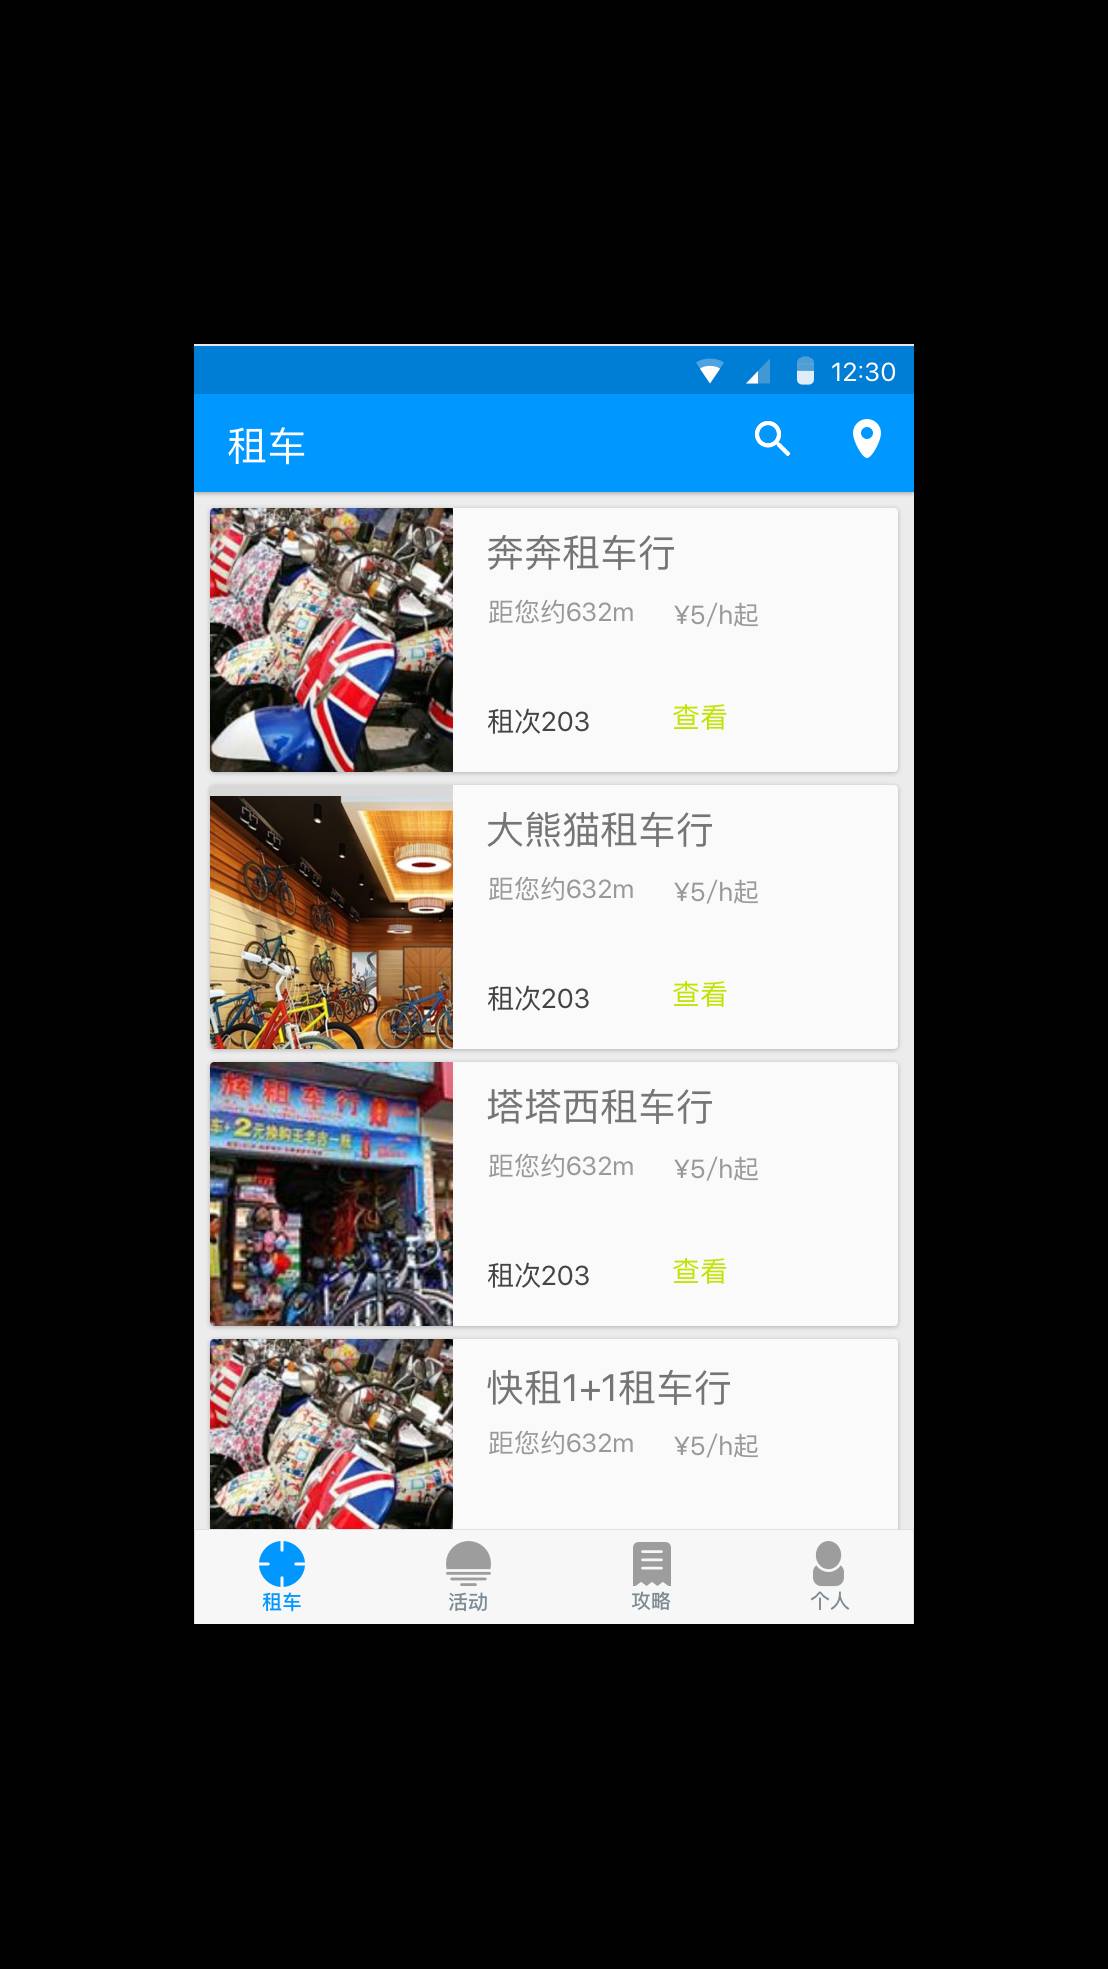 12:30
租车
奔奔租车行
距您约632m ¥5/h起
租次203 查看
大熊猫租车行
距您约632m ¥5/h起
租次203 查看
辉租车行
车+2元换购王老吉一瓶
塔塔西租车行
距您约632m ¥5/h起
租次203 查看
快租1+1租车行
距您约632m ¥5/h起
租车 活动 攻略 个人